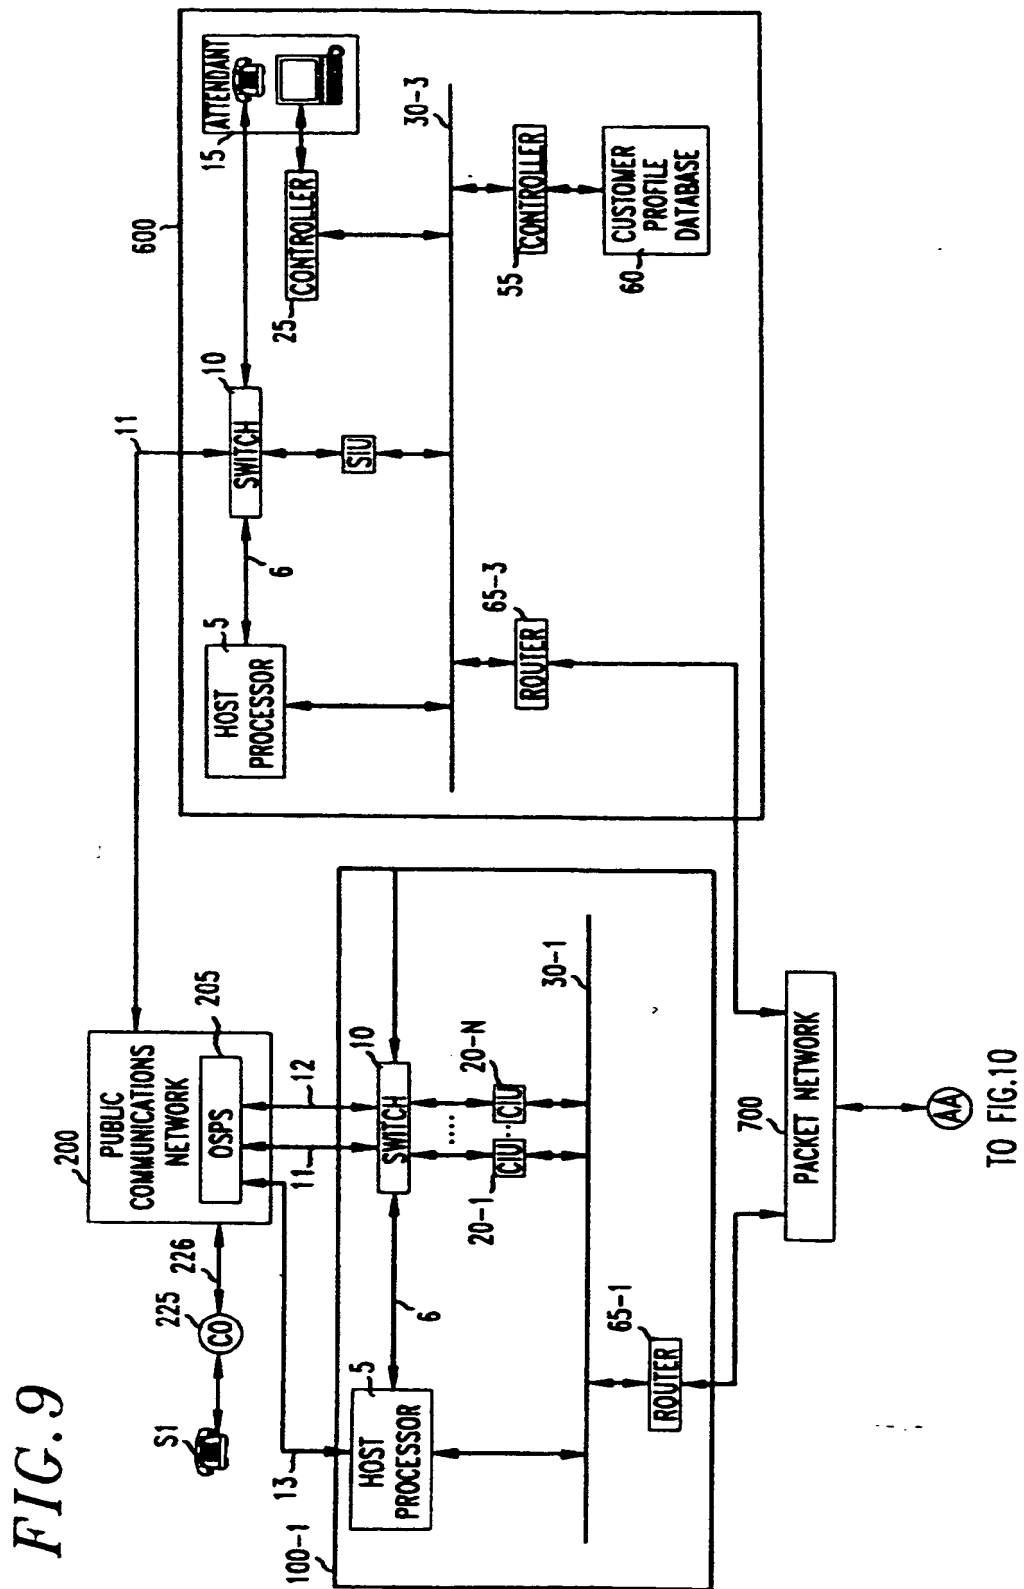 FIG.9
S1
225
CO
226
200
PUBLIC
COMMUNICATIONS
NETWORK
OSPS
205
11
12
13
11
100-1
5
HOST
PROCESSOR
6
10
SWITCH
20-1
CIU
...
....
20-N
CIU
30-1
65-1
ROUTER
600
5
HOST
PROCESSOR
6
10
SWITCH
SIU
15
ATTENDANT
25
CONTROLLER
30-3
65-3
ROUTER
55
CONTROLLER
60
CUSTOMER
PROFILE
DATABASE
700
PACKET NETWORK
AA
TO FIG.10